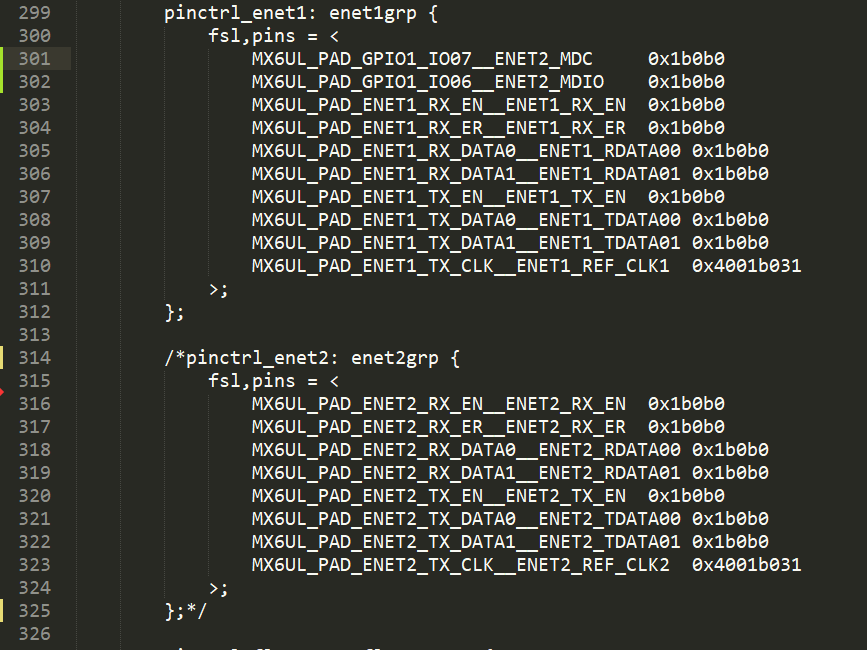 299 pinctrl_enet1: enet1grp {
300 fsl,pins = <
301 MX6UL_PAD_GPIO1_IO07__ENET2_MDC 0x1b0b0
302 MX6UL_PAD_GPIO1_IO06__ENET2_MDIO 0x1b0b0
303 MX6UL_PAD_ENET1_RX_EN__ENET1_RX_EN 0x1b0b0
304 MX6UL_PAD_ENET1_RX_ER__ENET1_RX_ER 0x1b0b0
305 MX6UL_PAD_ENET1_RX_DATA0__ENET1_RDATA00 0x1b0b0
306 MX6UL_PAD_ENET1_RX_DATA1__ENET1_RDATA01 0x1b0b0
307 MX6UL_PAD_ENET1_TX_EN__ENET1_TX_EN 0x1b0b0
308 MX6UL_PAD_ENET1_TX_DATA0__ENET1_TDATA00 0x1b0b0
309 MX6UL_PAD_ENET1_TX_DATA1__ENET1_TDATA01 0x1b0b0
310 MX6UL_PAD_ENET1_TX_CLK__ENET1_REF_CLK1 0x4001b031
311 >;
312 };
313
314 /*pinctrl_enet2: enet2grp {
315 fsl,pins = <
316 MX6UL_PAD_ENET2_RX_EN__ENET2_RX_EN 0x1b0b0
317 MX6UL_PAD_ENET2_RX_ER__ENET2_RX_ER 0x1b0b0
318 MX6UL_PAD_ENET2_RX_DATA0__ENET2_RDATA00 0x1b0b0
319 MX6UL_PAD_ENET2_RX_DATA1__ENET2_RDATA01 0x1b0b0
320 MX6UL_PAD_ENET2_TX_EN__ENET2_TX_EN 0x1b0b0
321 MX6UL_PAD_ENET2_TX_DATA0__ENET2_TDATA00 0x1b0b0
322 MX6UL_PAD_ENET2_TX_DATA1__ENET2_TDATA01 0x1b0b0
323 MX6UL_PAD_ENET2_TX_CLK__ENET2_REF_CLK2 0x4001b031
324 >;
325 };*/
326